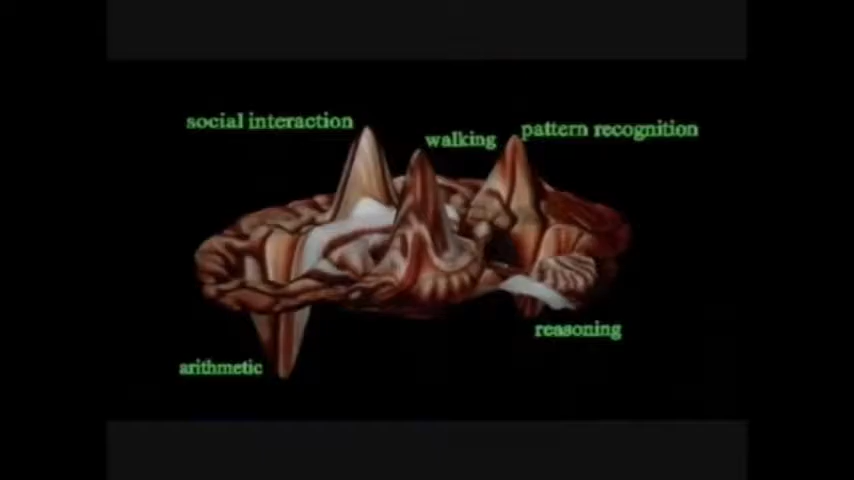 social interaction
walking
pattern recognition
reasoning
arithmetic